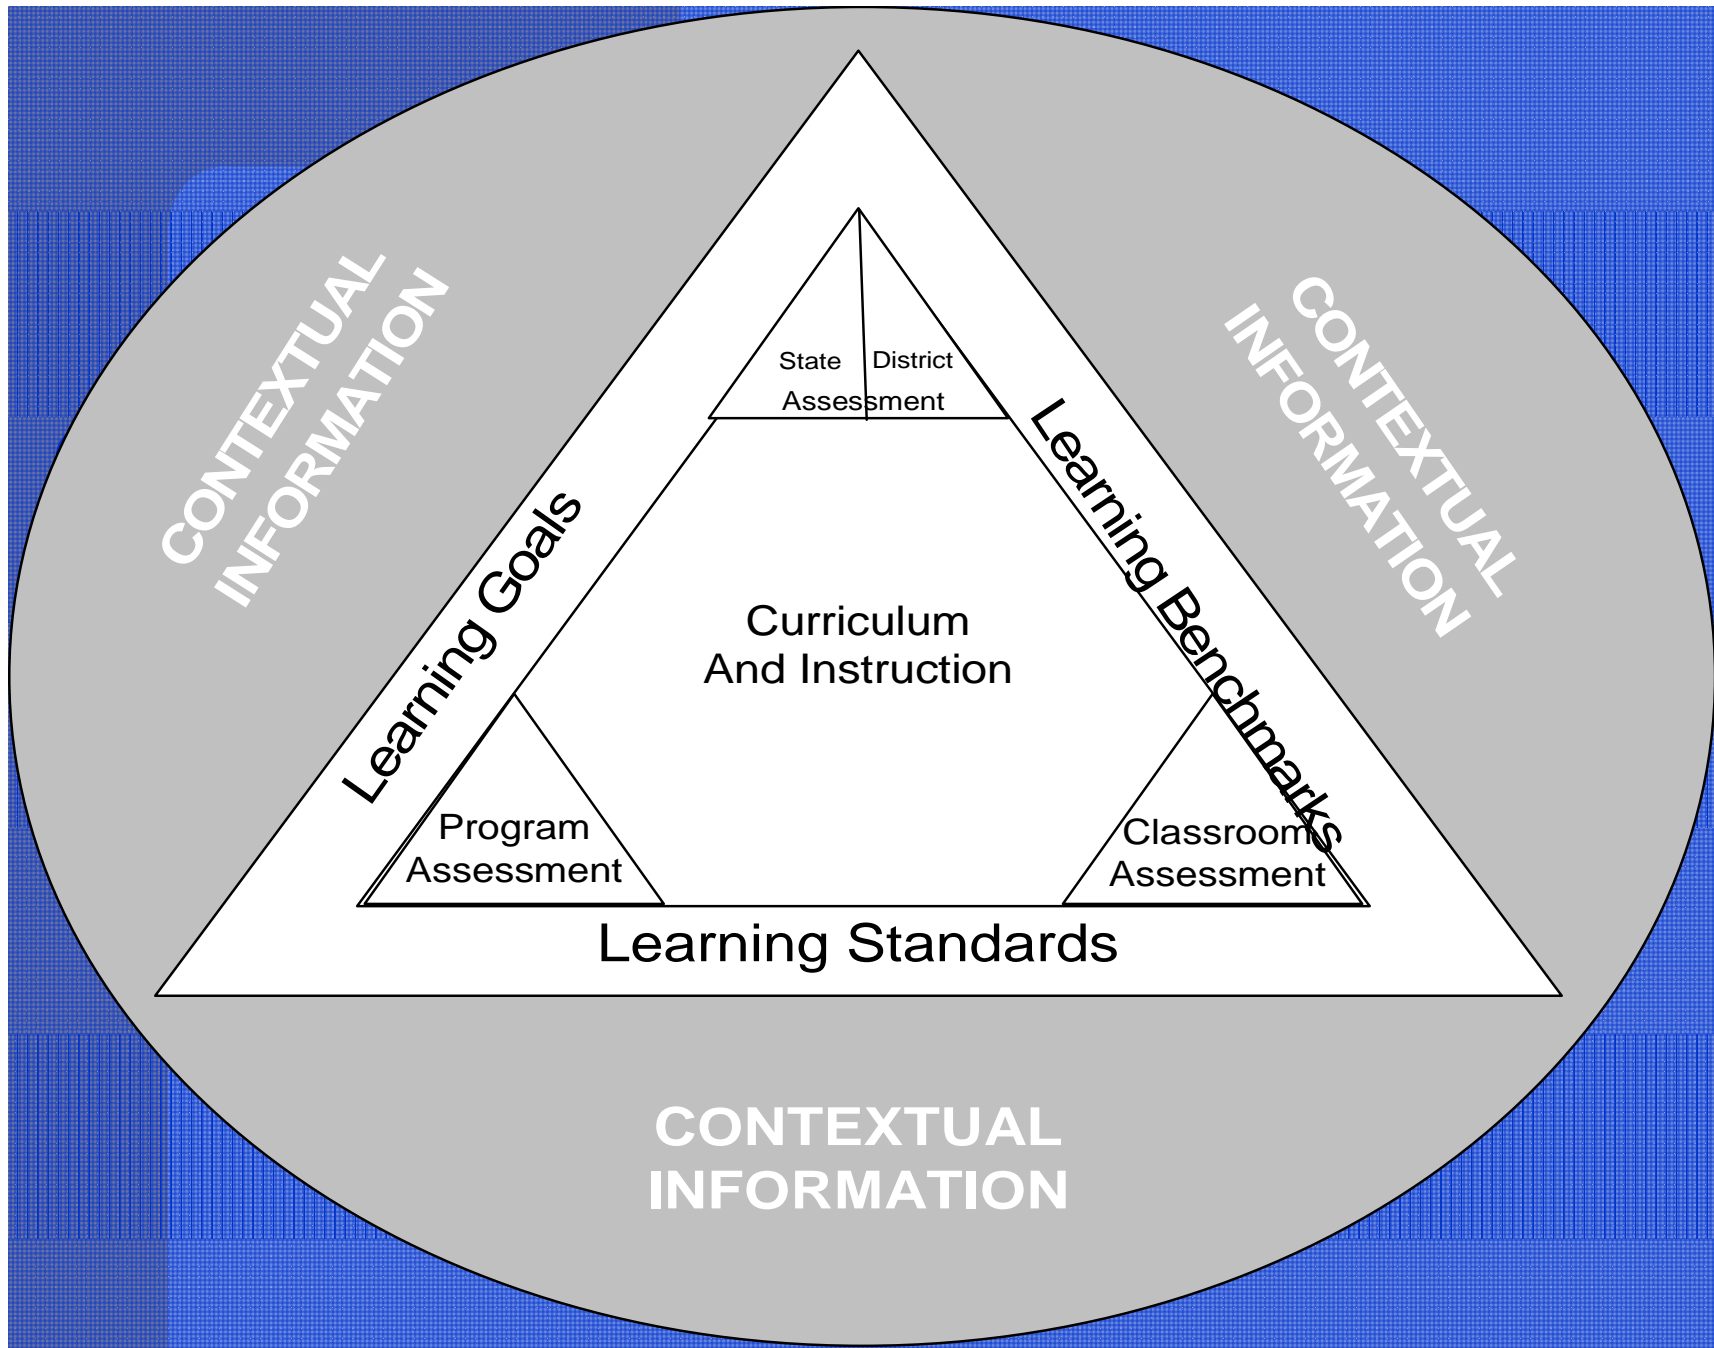 CONTEXTUAL
INFORMATION
CONTEXTUAL
INFORMATION
State District
Assessment
Learning Goals
Learning Benchmarks
Curriculum
And Instruction
Program
Assessment
Classroom
Assessment
Learning Standards
CONTEXTUAL
INFORMATION